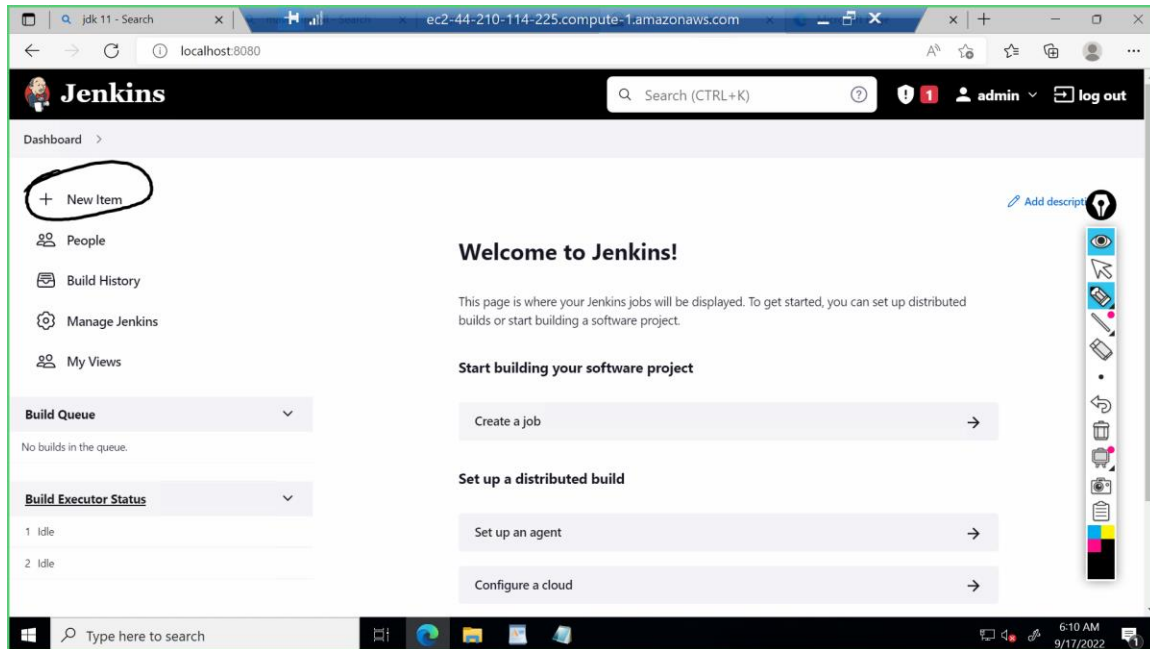 jdk 11 - Search
ec2-44-210-114-225.compute-1.amazonaws.com
localhost:8080
Jenkins
Search (CTRL+K)
1
admin
log out
Dashboard
New Item
People
Build History
Manage Jenkins
My Views
Build Queue
No builds in the queue.
Build Executor Status
1 Idle
2 Idle
Add descripti
Welcome to Jenkins!
This page is where your Jenkins jobs will be displayed. To get started, you can set up distributed
builds or start building a software project.
Start building your software project
Create a job
Set up a distributed build
Set up an agent
Configure a cloud
Type here to search
6:10 AM
9/17/2022
1